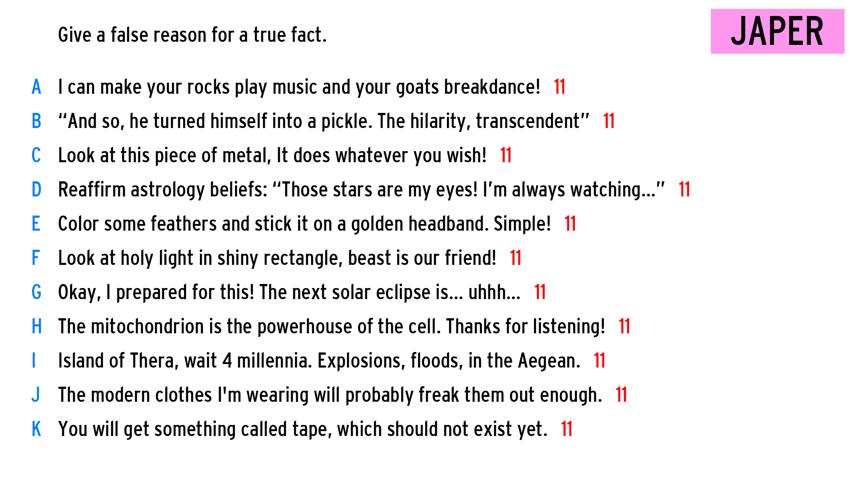 Give a false reason for a true fact.
JAPER
A I can make your rocks play music and your goats breakdance! 11
B “And so, he turned himself into a pickle. The hilarity, transcendent” 11
C Look at this piece of metal, It does whatever you wish! 11
D Reaffirm astrology beliefs: “Those stars are my eyes! I’m always watching...” 11
E Color some feathers and stick it on a golden headband. Simple! 11
F Look at holy light in shiny rectangle, beast is our friend! 11
G Okay, I prepared for this! The next solar eclipse is... uhhh... 11
H The mitochondrion is the powerhouse of the cell. Thanks for listening! 11
I Island of Thera, wait 4 millennia. Explosions, floods, in the Aegean. 11
J The modern clothes I'm wearing will probably freak them out enough. 11
K You will get something called tape, which should not exist yet. 11